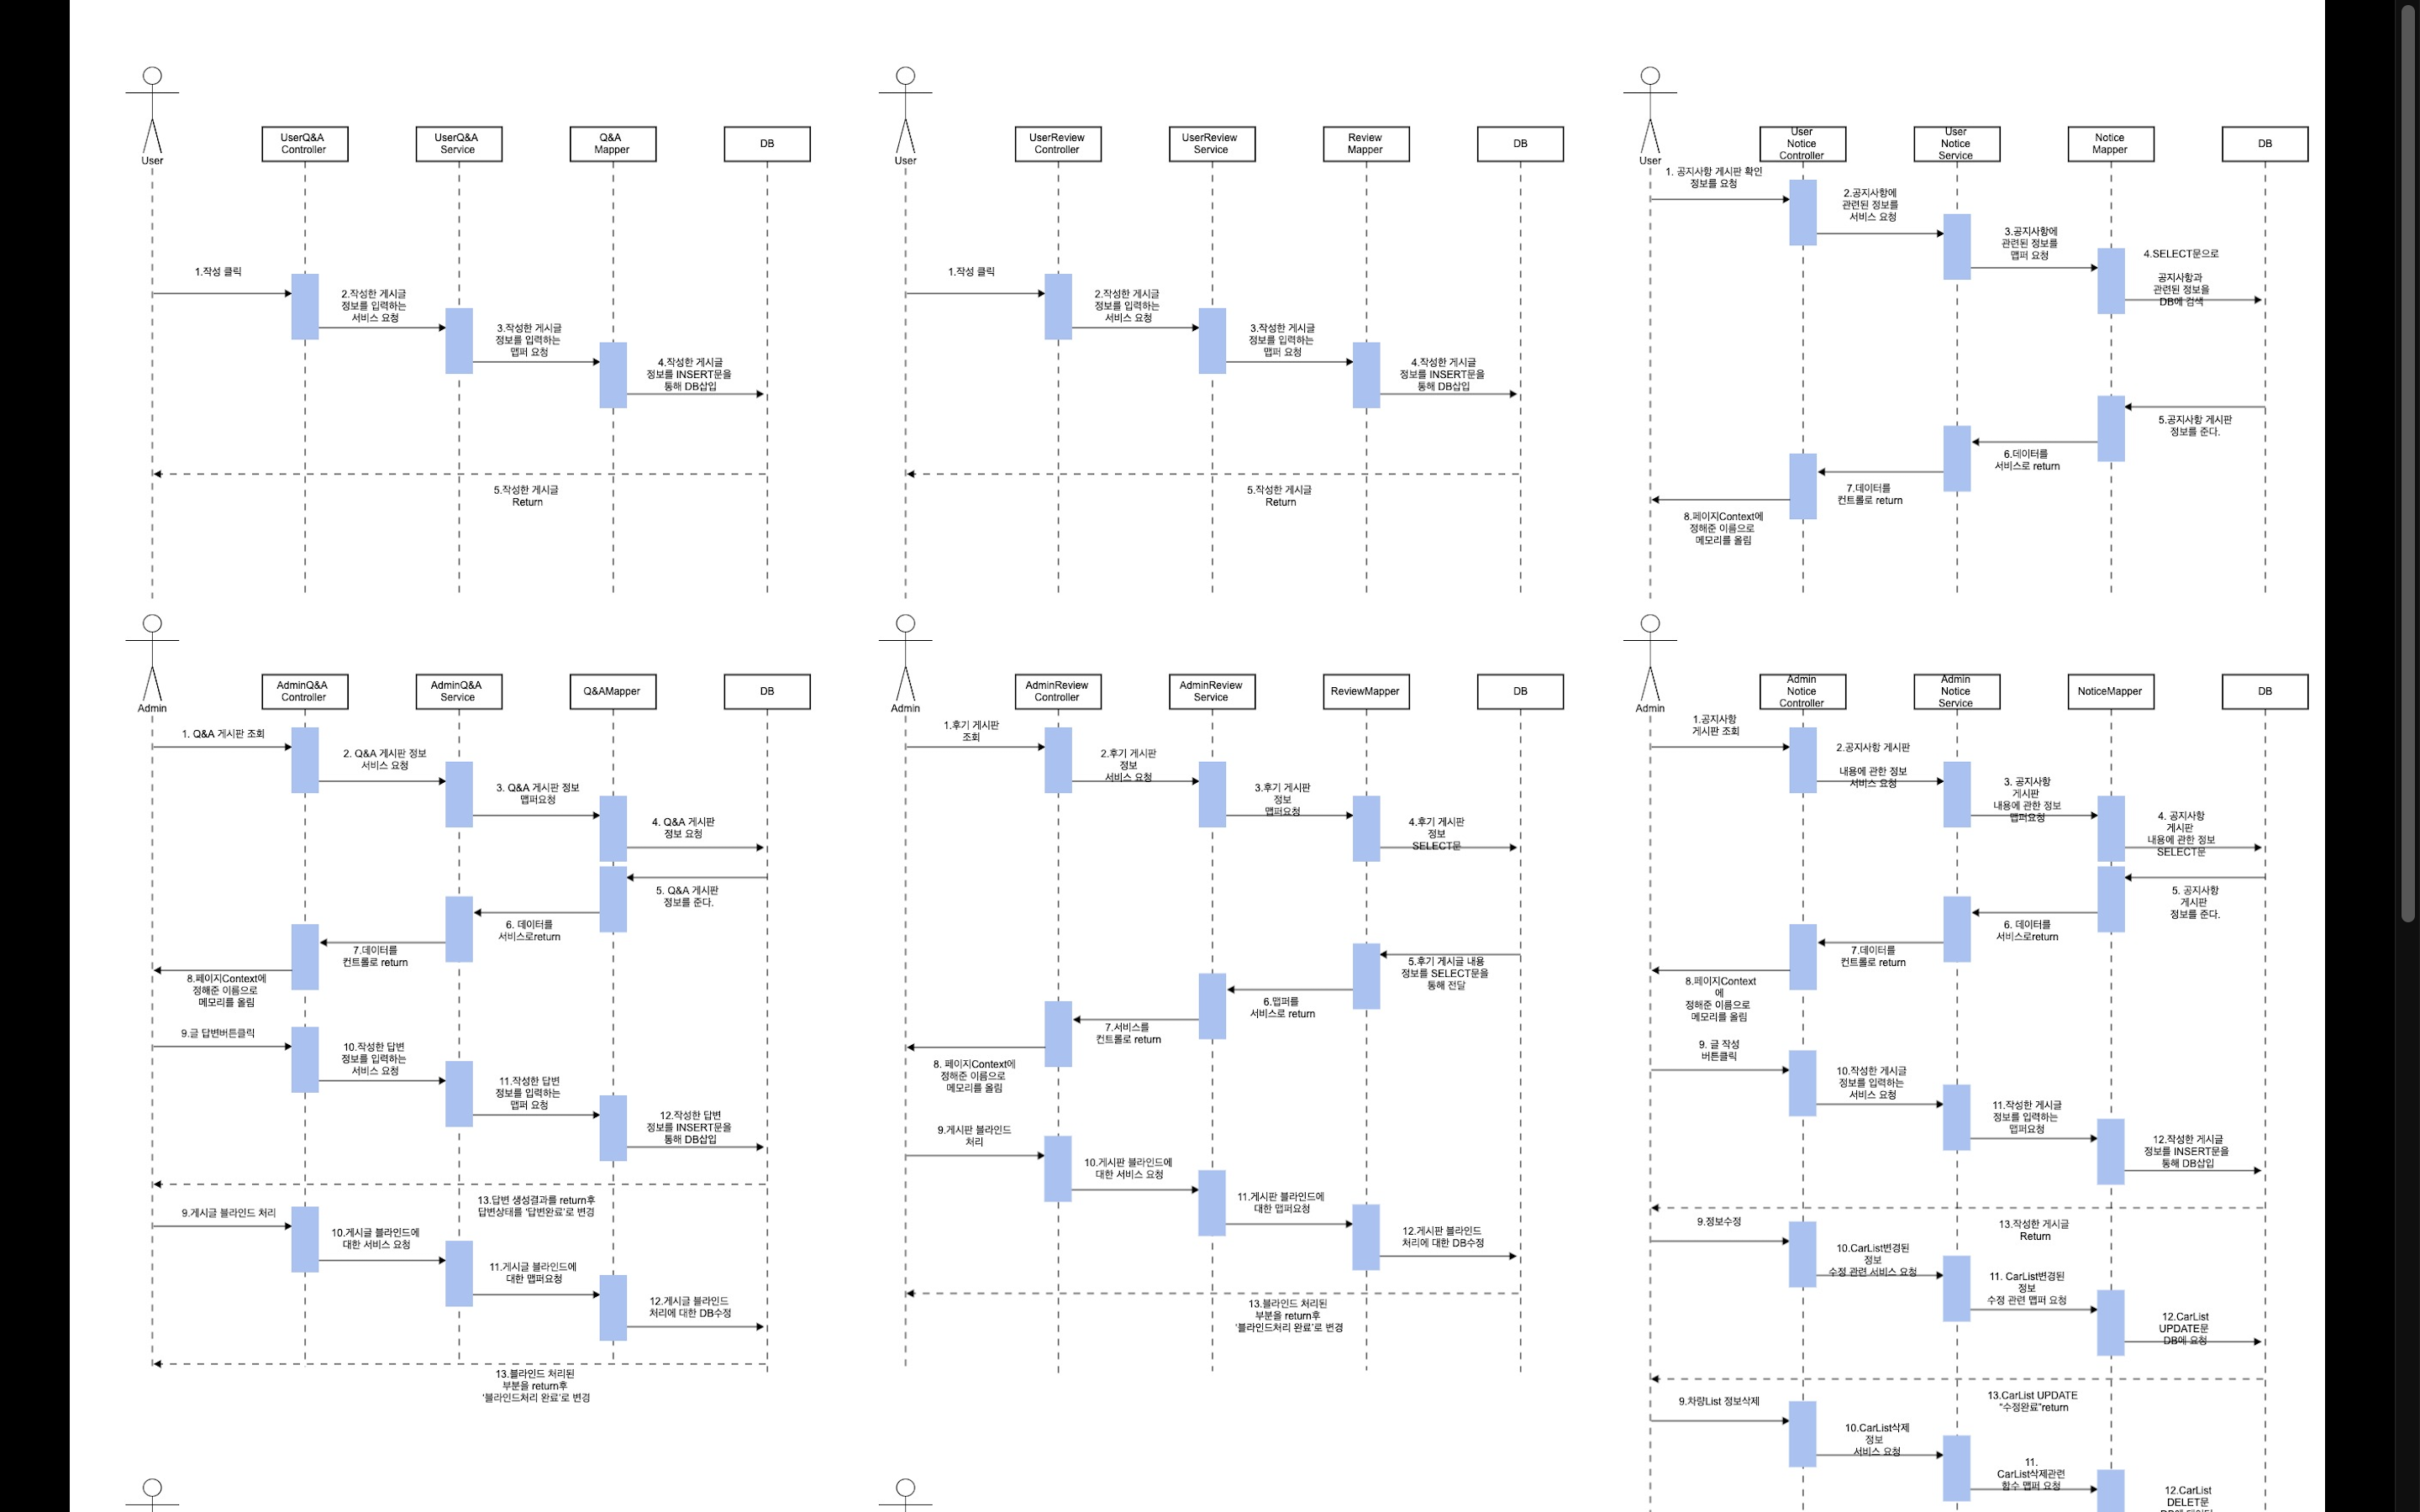 User
UserQ&A
Controller
UserQ&A
Service
Q&A
Mapper
DB
1.작성 클릭
2.작성한 게시글
정보를 입력하는
서비스 요청
3.작성한 게시글
정보를 입력하는
맵퍼 요청
4.작성한 게시글
정보를 INSERT문을
통해 DB삽입
5.작성한 게시글
Return
User
UserReview
Controller
UserReview
Service
Review
Mapper
DB
1.작성 클릭
2.작성한 게시글
정보를 입력하는
서비스 요청
3.작성한 게시글
정보를 입력하는
맵퍼 요청
4.작성한 게시글
정보를 INSERT문을
통해 DB삽입
5.작성한 게시글
Return
User
User
Notice
Controller
User
Notice
Service
Notice
Mapper
DB
1. 공지사항 게시판 확인
정보를 요청
2.공지사항에
관련된 정보를
서비스 요청
3.공지사항에
관련된 정보를
맵퍼 요청
4.SELECT문으로
공지사항과
관련된 정보을
DB에 검색
5.공지사항 게시판
정보를 준다.
6.데이터를
서비스로 return
7.데이터를
컨트롤로 return
8.페이지Context에
정해준 이름으로
메모리를 올림
Admin
AdminQ&A
Controller
AdminQ&A
Service
Q&AMapper
DB
1. Q&A 게시판 조회
2. Q&A 게시판 정보
서비스 요청
3. Q&A 게시판 정보
맵퍼요청
4. Q&A 게시판
정보 요청
5. Q&A 게시판
정보를 준다.
6. 데이터를
서비스로return
7.데이터를
컨트롤로 return
8.페이지Context에
정해준 이름으로
메모리를 올림
9.글 답변버튼클릭
10.작성한 답변
정보를 입력하는
서비스 요청
11.작성한 답변
정보를 입력하는
맵퍼 요청
12.작성한 답변
정보를 INSERT문을
통해 DB삽입
13.답변 생성결과를 return후
답변상태를 '답변완료'로 변경
9.게시글 블라인드 처리
10.게시글 블라인드에
대한 서비스 요청
11.게시글 블라인드에
대한 맵퍼요청
12.게시글 블라인드
처리에 대한 DB수정
13.블라인드 처리된
부분을 return후
'블라인드처리 완료'로 변경
Admin
AdminReview
Controller
AdminReview
Service
ReviewMapper
DB
1.후기 게시판
조회
2.후기 게시판
정보
서비스 요청
3.후기 게시판
정보
맵퍼요청
4.후기 게시판
정보
SELECT문
5.후기 게시글 내용
정보를 SELECT문을
통해 전달
6.맵퍼를
서비스로 return
7.서비스를
컨트롤로 return
8. 페이지Context에
정해준 이름으로
메모리를 올림
9.게시판 블라인드
처리
10.게시판 블라인드에
대한 서비스 요청
11.게시판 블라인드에
대한 맵퍼요청
12.게시판 블라인드
처리에 대한 DB수정
13.블라인드 처리된
부분을 return후
'블라인드처리 완료'로 변경
Admin
Admin
Notice
Controller
Admin
Notice
Service
NoticeMapper
DB
1.공지사항
게시판 조회
2.공지사항 게시판
내용에 관한 정보
서비스 요청
3. 공지사항
게시판
내용에 관한 정보
맵퍼요청
4. 공지사항
게시판
내용에 관한 정보
SELECT문
5. 공지사항
게시판
정보를 준다.
6. 데이터를
서비스로return
7.데이터를
컨트롤로 return
8.페이지Context
에
정해준 이름으로
메모리를 올림
9. 글 작성
버튼클릭
10.작성한 게시글
정보를 입력하는
서비스 요청
11.작성한 게시글
정보를 입력하는
맵퍼요청
12.작성한 게시글
정보를 INSERT문을
통해 DB삽입
13.작성한 게시글
Return
9.정보수정
10.CarList변경된
정보
수정 관련 서비스 요청
11. CarList변경된
정보
수정 관련 맵퍼 요청
12.CarList
UPDATE문
DB에 요청
13.CarList UPDATE
"수정완료"return
9.차량List 정보삭제
10.CarList삭제
정보
서비스 요청
11.
CarList삭제관련
함수 맵퍼 요청
12.CarList
DELET문